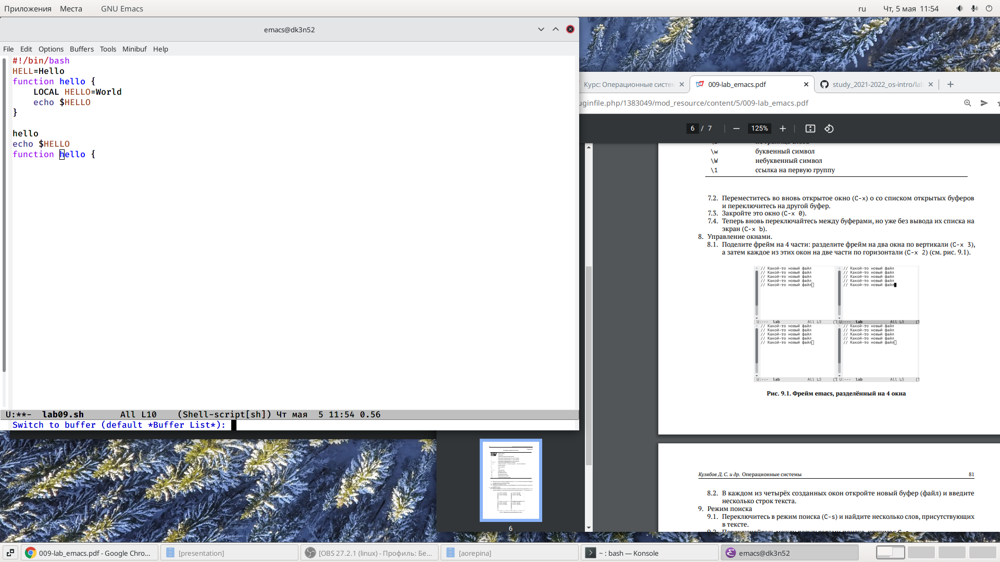 Приложения Места GNU Emacs ru Чт, 5 мая 11:54
emacs@dk3n52
File Edit Options Buffers Tools Minibuf Help
#!/bin/bash
HELL=Hello
function hello {
LOCAL HELLO=World
echo $HELLO
}
hello
echo $HELLO
function hello {
U:**- lab09.sh All L10 (Shell-script[sh]) Чт мая 5 11:54 0.56
Switch to buffer (default *Buffer List*):
Курс: Операционные систем 009-lab_emacs.pdf study_2021-2022_os-intro/lab
uginfile.php/1383049/mod_resource/content/5/009-lab_emacs.pdf
6 / 7 125%
\w буквенный символ
\W небуквенный символ
\1 ссылка на первую группу
7.2. Переместитесь во вновь открытое окно (C-x) o со списком открытых буферов
и переключитесь на другой буфер.
7.3. Закройте это окно (C-x 0).
7.4. Теперь вновь переключайтесь между буферами, но уже без вывода их списка на
экран (C-x b).
8. Управление окнами.
8.1. Поделите фрейм на 4 части: разделите фрейм на два окна по вертикали (C-x 3),
а затем каждое из этих окон на две части по горизонтали (C-x 2) (см. рис. 9.1).
// Какой-то новый файл // Какой-то новый файл
// Какой-то новый файл // Какой-то новый файл
// Какой-то новый файл // Какой-то новый файл
// Какой-то новый файл // Какой-то новый файл
// Какой-то новый файл // Какой-то новый файл
U:--- lab All L5 (T U:--- lab All L5 (T
// Какой-то новый файл // Какой-то новый файл
// Какой-то новый файл // Какой-то новый файл
// Какой-то новый файл // Какой-то новый файл
// Какой-то новый файл // Какой-то новый файл
// Какой-то новый файл // Какой-то новый файл
U:--- lab All L5 (T U:--- lab All L5 (T
Рис. 9.1. Фрейм emacs, разделённый на 4 окна
Кулябов Д. С. и др. Операционные системы 81
8.2. В каждом из четырёх созданных окон откройте новый буфер (файл) и введите
несколько строк текста.
9. Режим поиска
9.1. Переключитесь в режим поиска (C-s) и найдите несколько слов, присутствующих
в тексте.
6
009-lab_emacs.pdf - Google Chro... [presentation] [OBS 27.2.1 (linux) - Профиль: Бе... [aorepina] ~ : bash — Konsole emacs@dk3n52